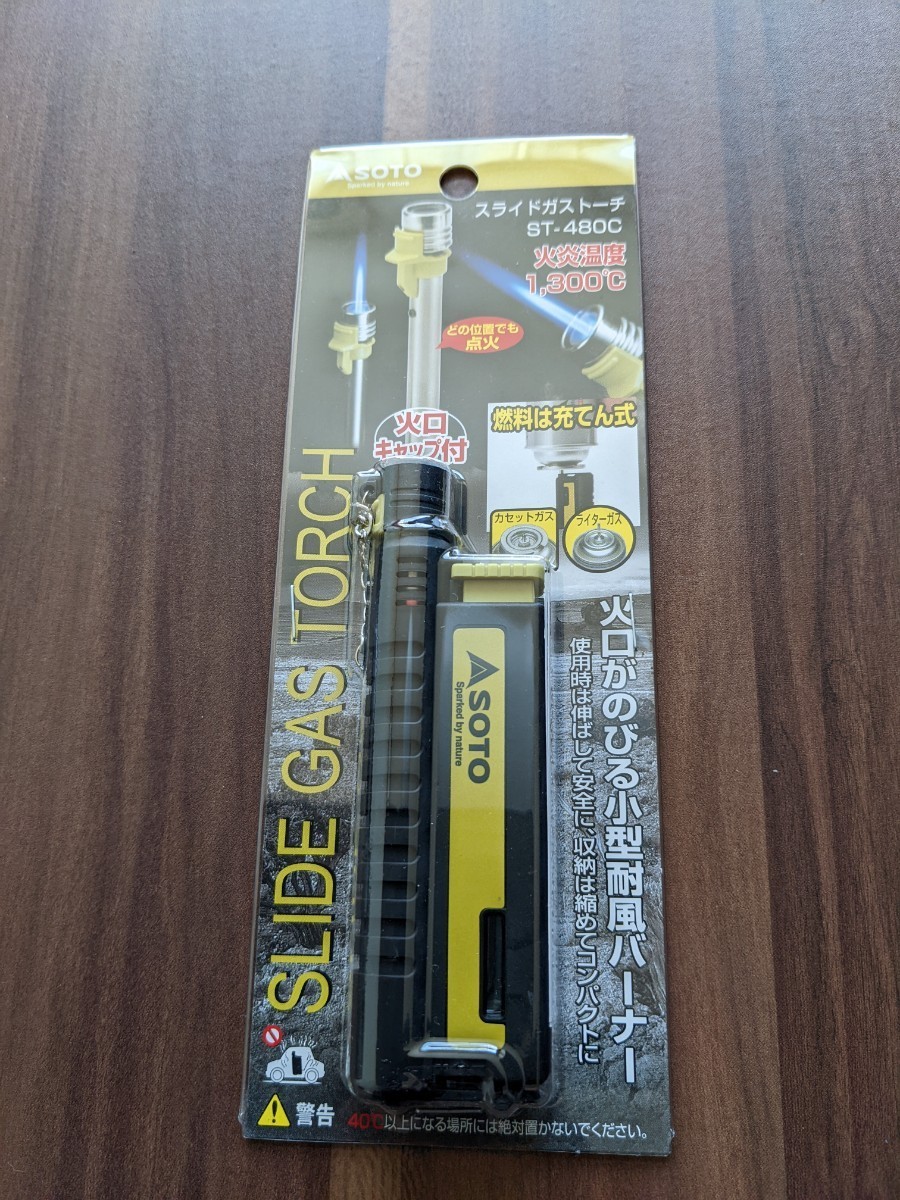 SOTO
Sparked by nature
スライドガストーチ
ST-480C
火炎温度
1,300℃
どの位置でも
点火
火口
キャップ付
燃料は充てん式
カセットガス
ライターガス
SLIDE GAS TORCH
SOTO
Sparked by nature
火口がのびる小型耐風バーナー
使用時は伸ばして安全に、収納は縮めてコンパクトに
警告 40℃以上になる場所には絶対置かないでください。